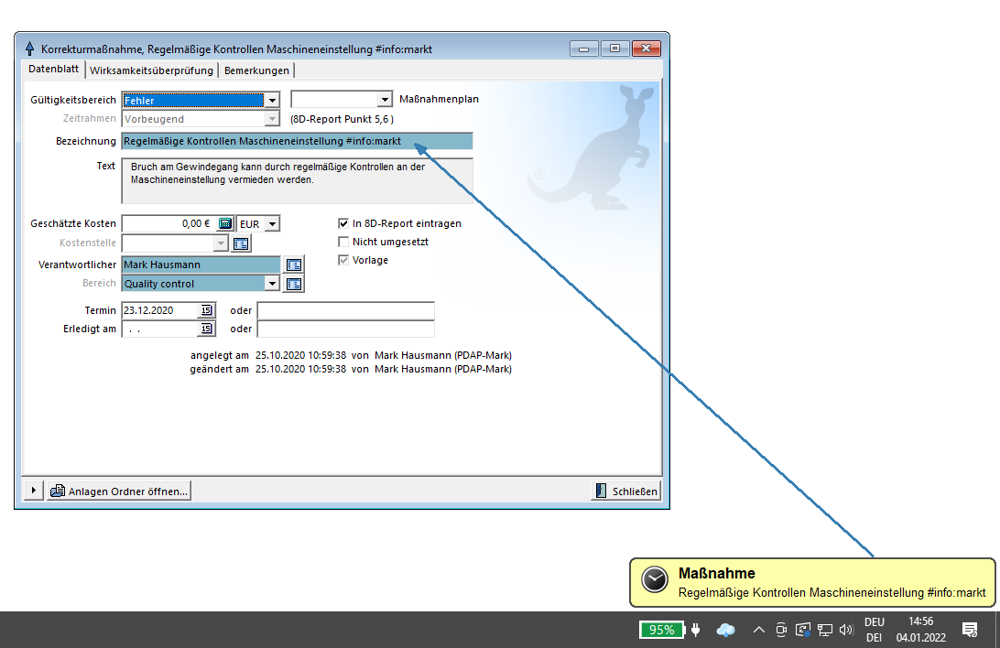 Korrekturmaßnahme, Regelmäßige Kontrollen Maschineneinstellung #info:markt
Datenblatt Wirksamkeitsüberprüfung Bemerkungen
Gültigkeitsbereich Fehler Maßnahmenplan
Zeitrahmen Vorbeugend (8D-Report Punkt 5,6 )
Bezeichnung Regelmäßige Kontrollen Maschineneinstellung #info:markt
Text Bruch am Gewindegang kann durch regelmäßige Kontrollen an der
Maschineneinstellung vermieden werden.
Geschätzte Kosten 0,00 € EUR In 8D-Report eintragen
Kostenstelle Nicht umgesetzt
Verantwortlicher Mark Hausmann Vorlage
Bereich Quality control
Termin 23.12.2020 15 oder
Erledigt am . . 15 oder
angelegt am 25.10.2020 10:59:38 von Mark Hausmann (PDAP-Mark)
geändert am 25.10.2020 10:59:38 von Mark Hausmann (PDAP-Mark)
Anlagen Ordner öffnen... Schließen
Maßnahme
Regelmäßige Kontrollen Maschineneinstellung #info:markt
95% DEU 14:56
DEI 04.01.2022